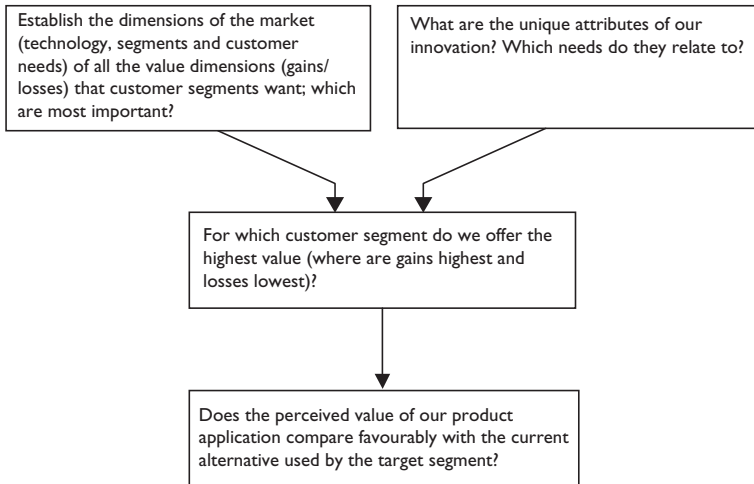 Establish the dimensions of the market
(technology, segments and customer
needs) of all the value dimensions (gains/
losses) that customer segments want; which
are most important?
What are the unique attributes of our
innovation? Which needs do they relate to?
For which customer segment do we offer the
highest value (where are gains highest and
losses lowest)?
Does the perceived value of our product
application compare favourably with the current
alternative used by the target segment?